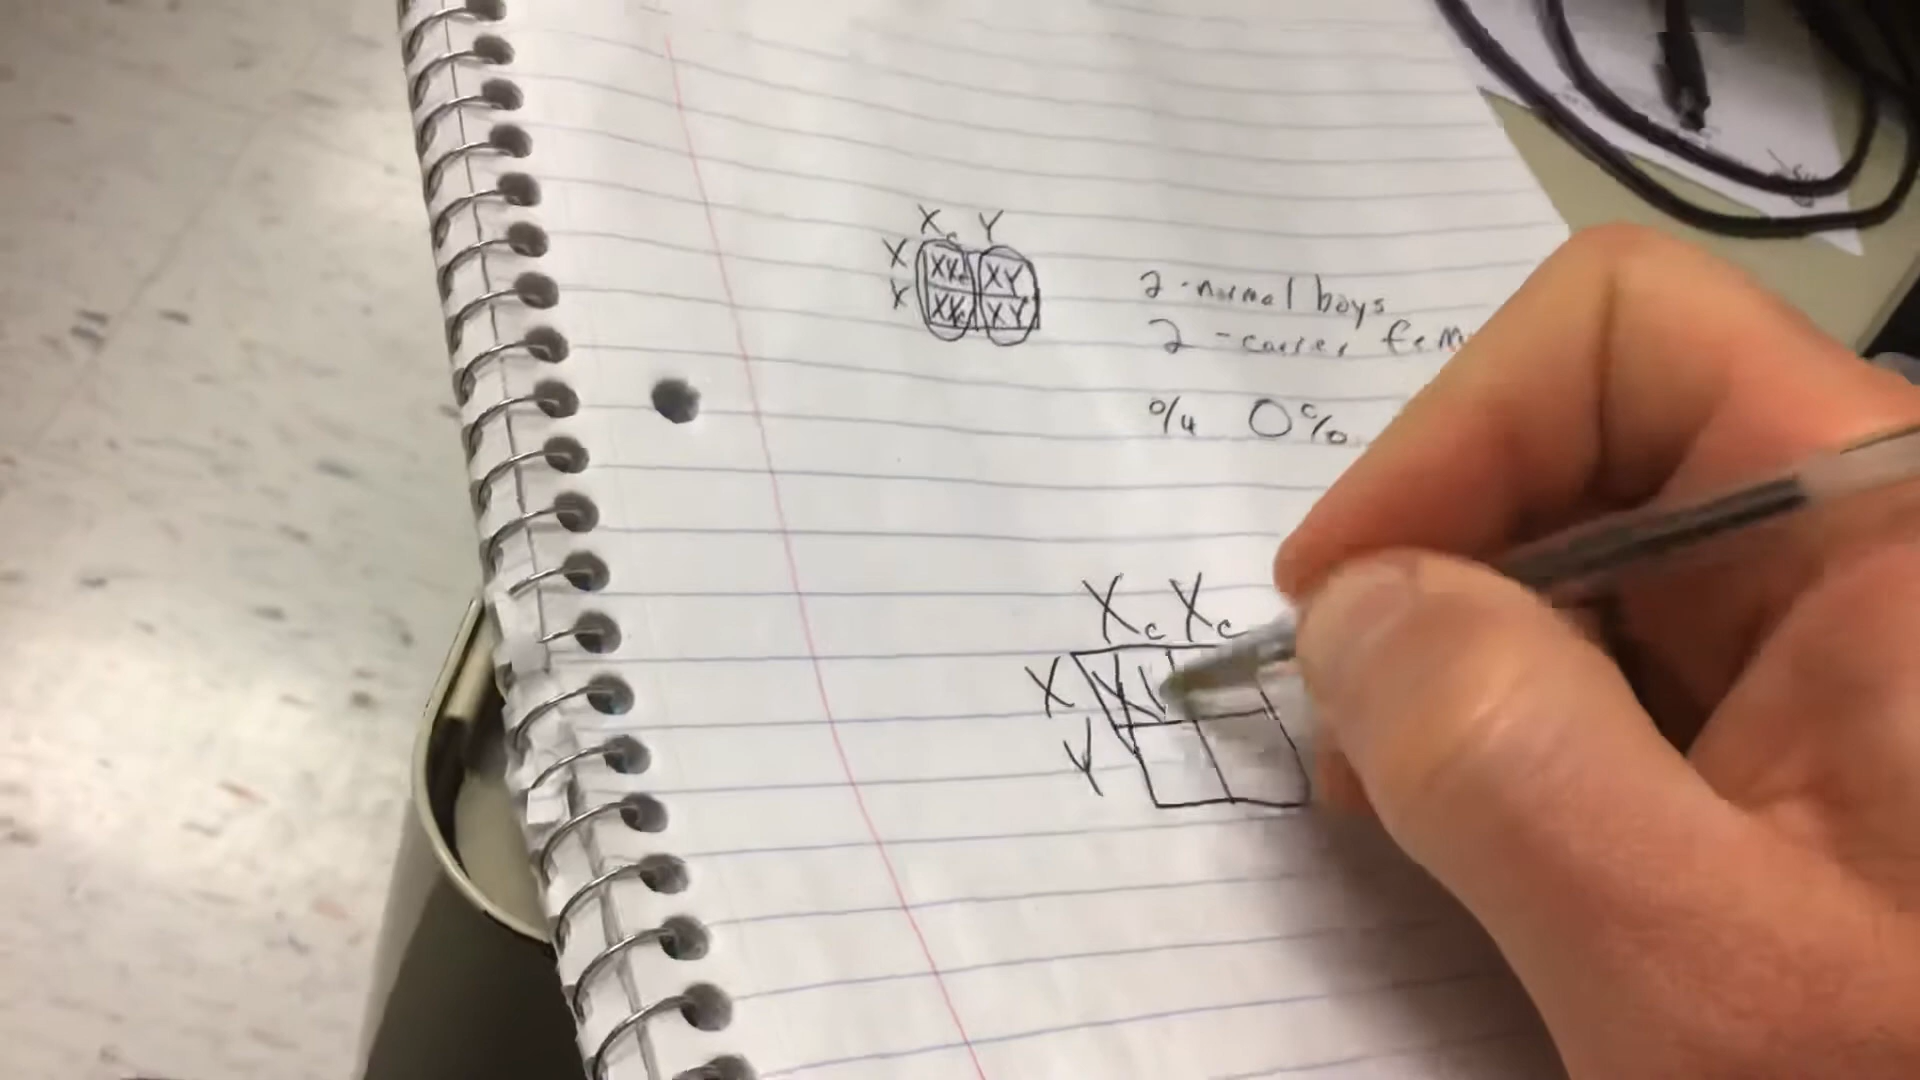 Xc Y
X XXc XY
X XXc XY
2 - normal boys
2 - carrier fem
0/4 0%
Xc Xc
X X
Y